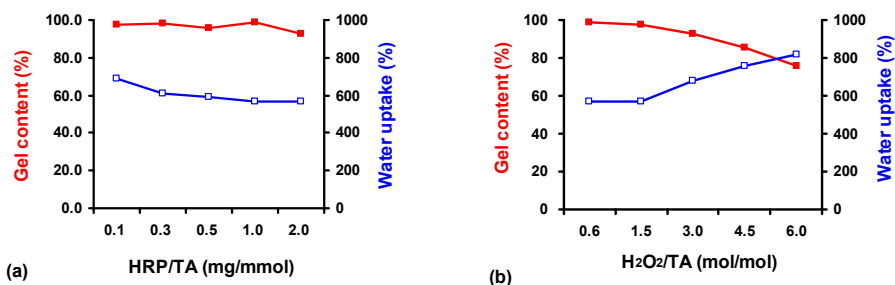 Gel content (%)
100.0
80.0
60.0
40.0
20.0
0.0
1000
800
600
400
200
0
Water uptake (%)
0.1 0.3 0.5 1.0 2.0
HRP/TA (mg/mmol)
(a)
Gel content (%)
100
80
60
40
20
0
1000
800
600
400
200
0
Water uptake (%)
0.6 1.5 3.0 4.5 6.0
H2O2/TA (mol/mol)
(b)